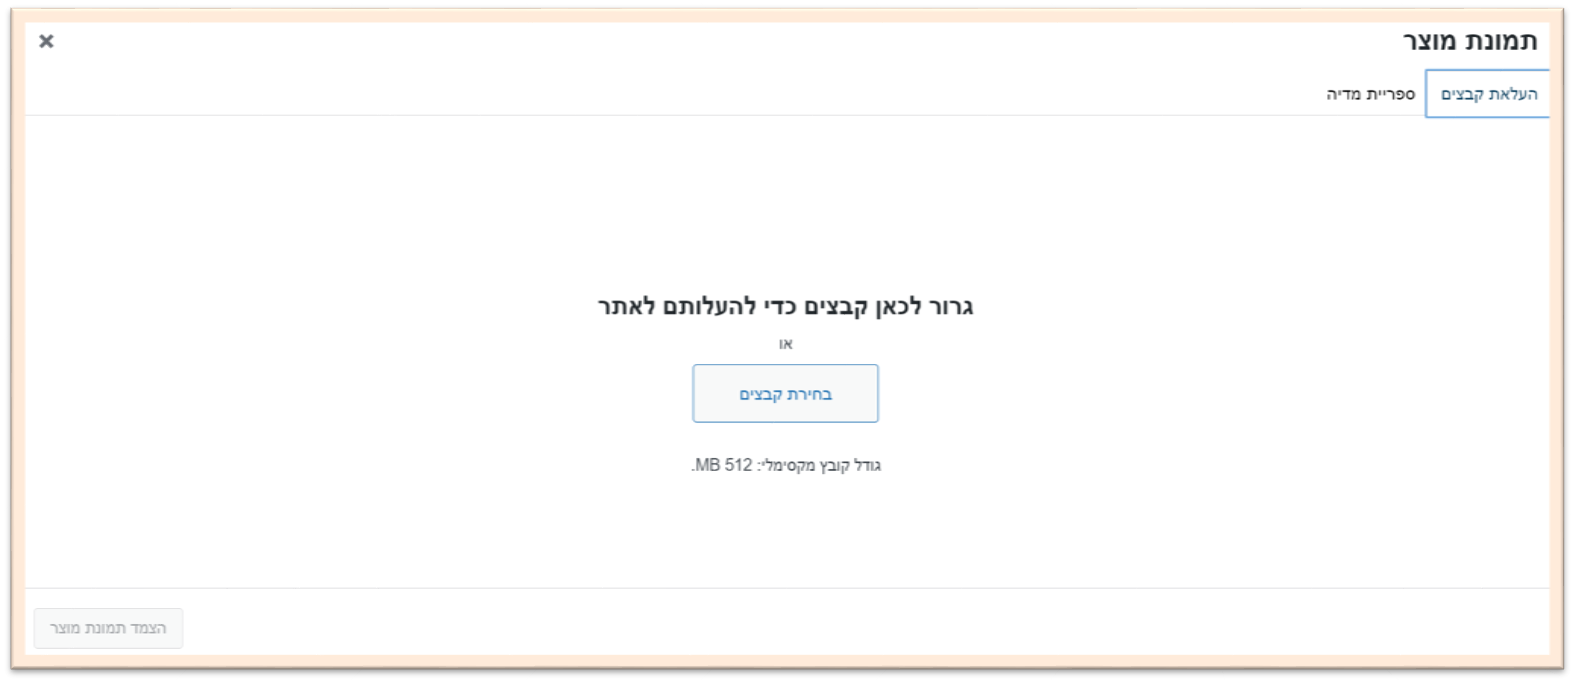 תמונת מוצר
העלאת קבצים
ספריית מדיה
גרור לכאן קבצים כדי להעלותם לאתר
או
בחירת קבצים
גודל קובץ מקסימלי: 512 MB.
הצמד תמונת מוצר